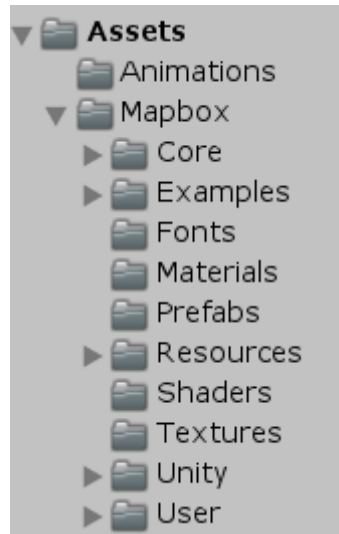 Assets
Animations
Mapbox
Core
Examples
Fonts
Materials
Prefabs
Resources
Shaders
Textures
Unity
User